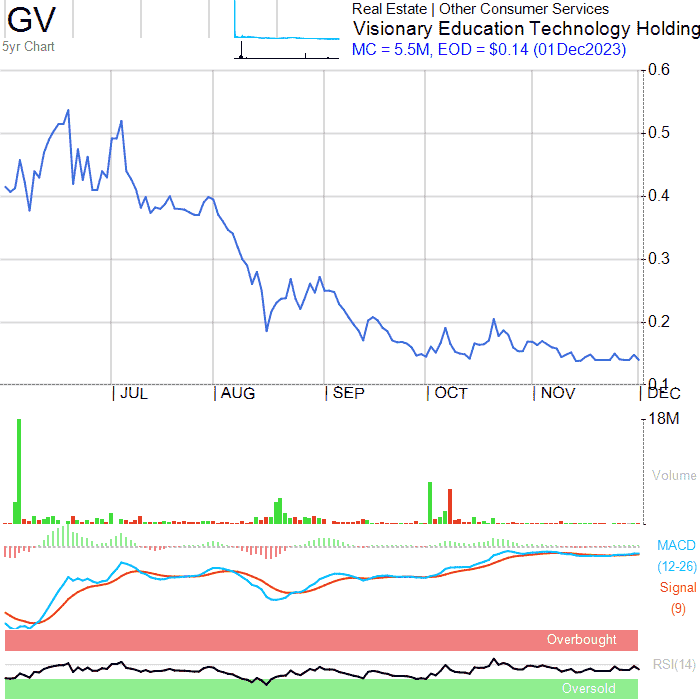 GV
5yr Chart
Real Estate | Other Consumer Services
Visionary Education Technology Holding
MC = 5.5M, EOD = $0.14 (01Dec2023)
0.6
0.5
0.4
0.3
0.2
0.1
JUL
AUG
SEP
OCT
NOV
DEC
18M
Volume
MACD
(12-26)
Signal
(9)
Overbought
RSI(14)
Oversold